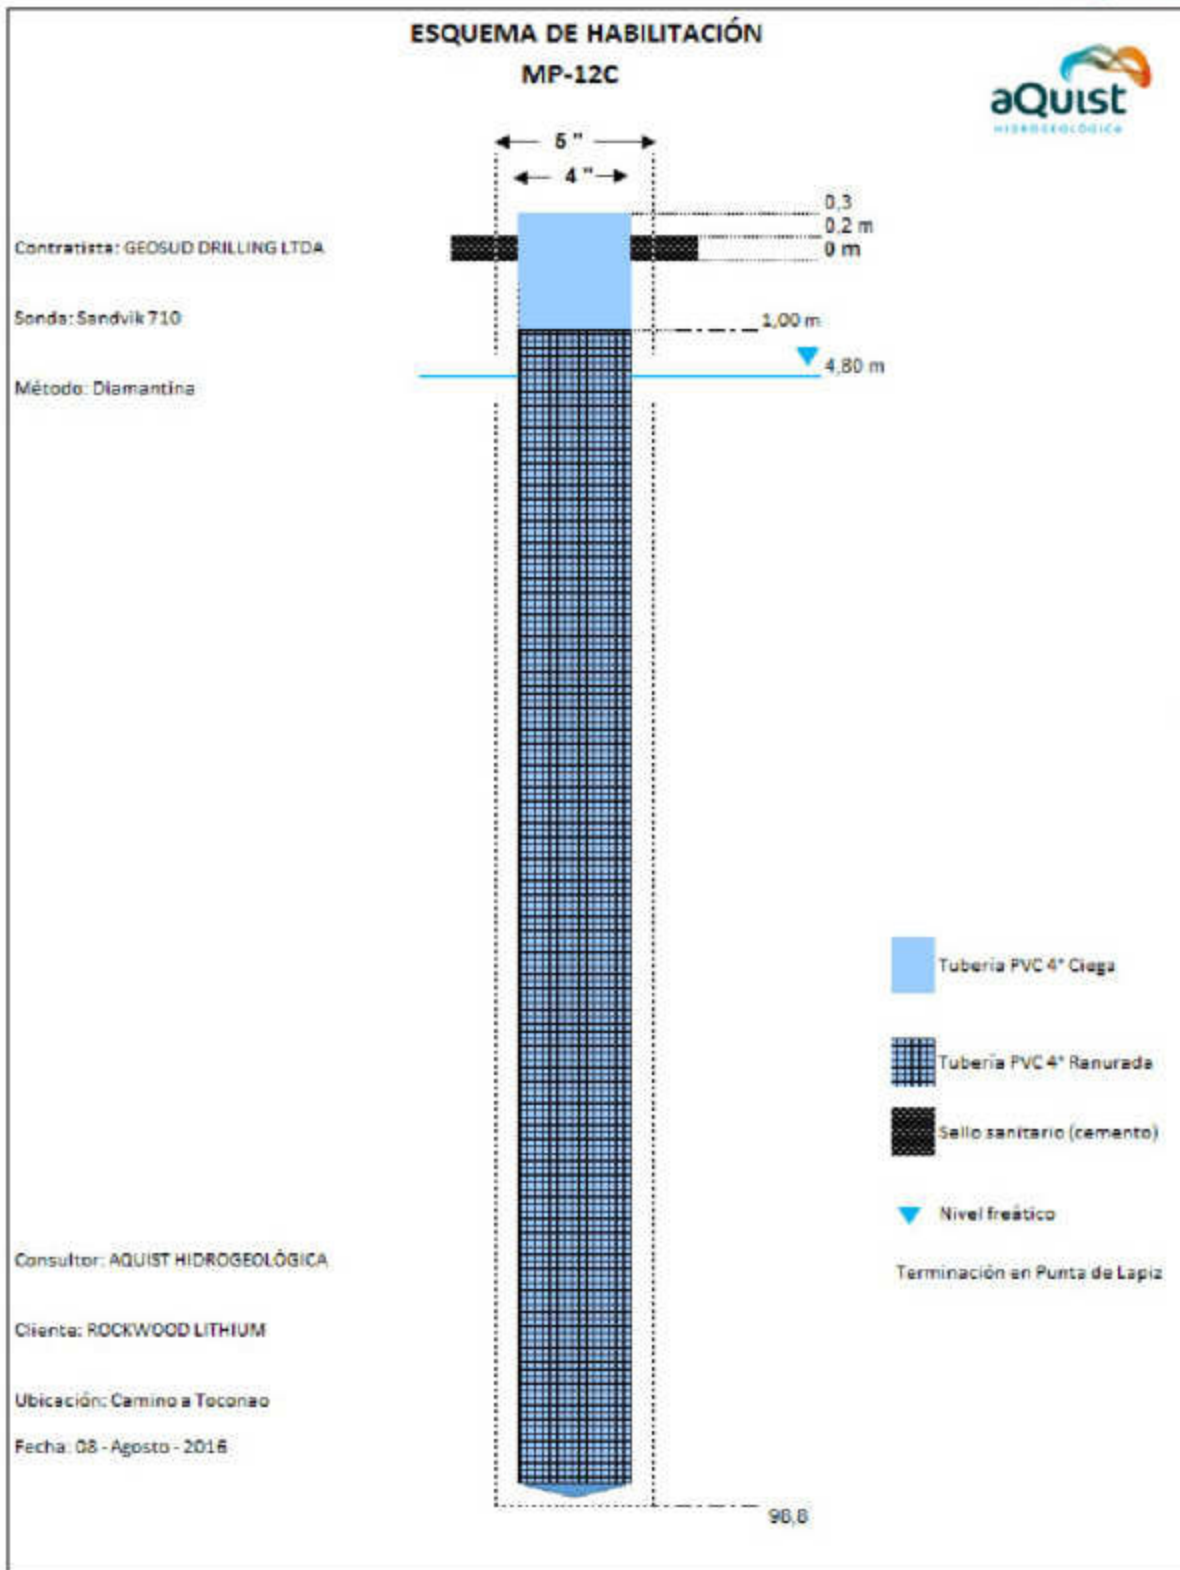 ESQUEMA DE HABILITACIÓN
MP-12C
aQuist
HIDROGEOLÓGICA
5 "
4 "
0,3
0,2 m
0 m
Contratista: GEOSUD DRILLING LTDA
Sonda: Sandvik 710
1,00 m
4,80 m
Método: Diamantina
Tubería PVC 4" Ciega
Tubería PVC 4" Ranurada
Sello sanitario (cemento)
Nivel freático
Terminación en Punta de Lapiz
Consultor: AQUIST HIDROGEOLÓGICA
Cliente: ROCKWOOD LITHIUM
Ubicación: Camino a Toconao
Fecha: 08 - Agosto - 2016
98,8